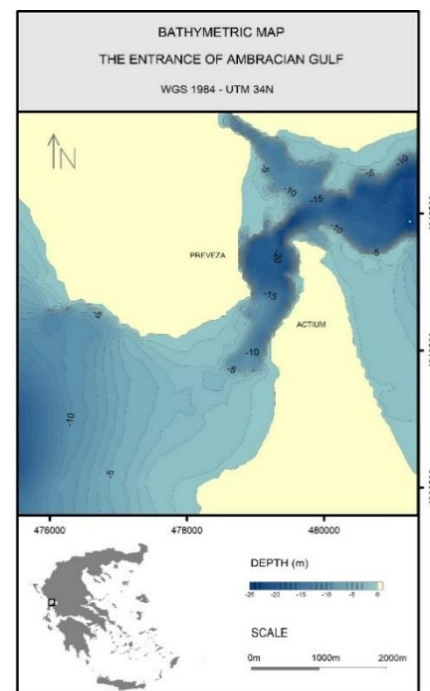 BATHYMETRIC MAP
THE ENTRANCE OF AMBRACIAN GULF
WGS 1984 - UTM 34N
N
-5
-10
-5
-10
-15
-10
-5
PREVEZA
-20
-15
ACTIUM
-5
-10
-5
-10
-5
476000
478000
480000
DEPTH (m)
-25
-20
-15
-10
-5
0
SCALE
0m
1000m
2000m